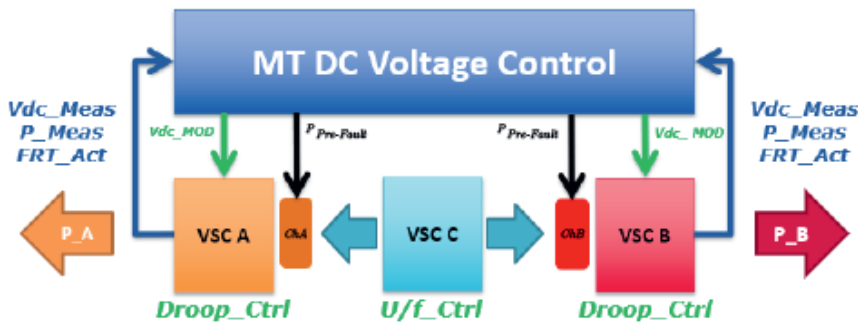 MT DC Voltage Control
Vdc_Meas
P_Meas
FRT_Act
Vdc_MOD
P Pre-Fault
P Pre-Fault
Vdc_ MOD
Vdc_Meas
P_Meas
FRT_Act
P_A
VSC A
ChA
VSC C
ChB
VSC B
P_B
Droop_Ctrl
U/f_Ctrl
Droop_Ctrl